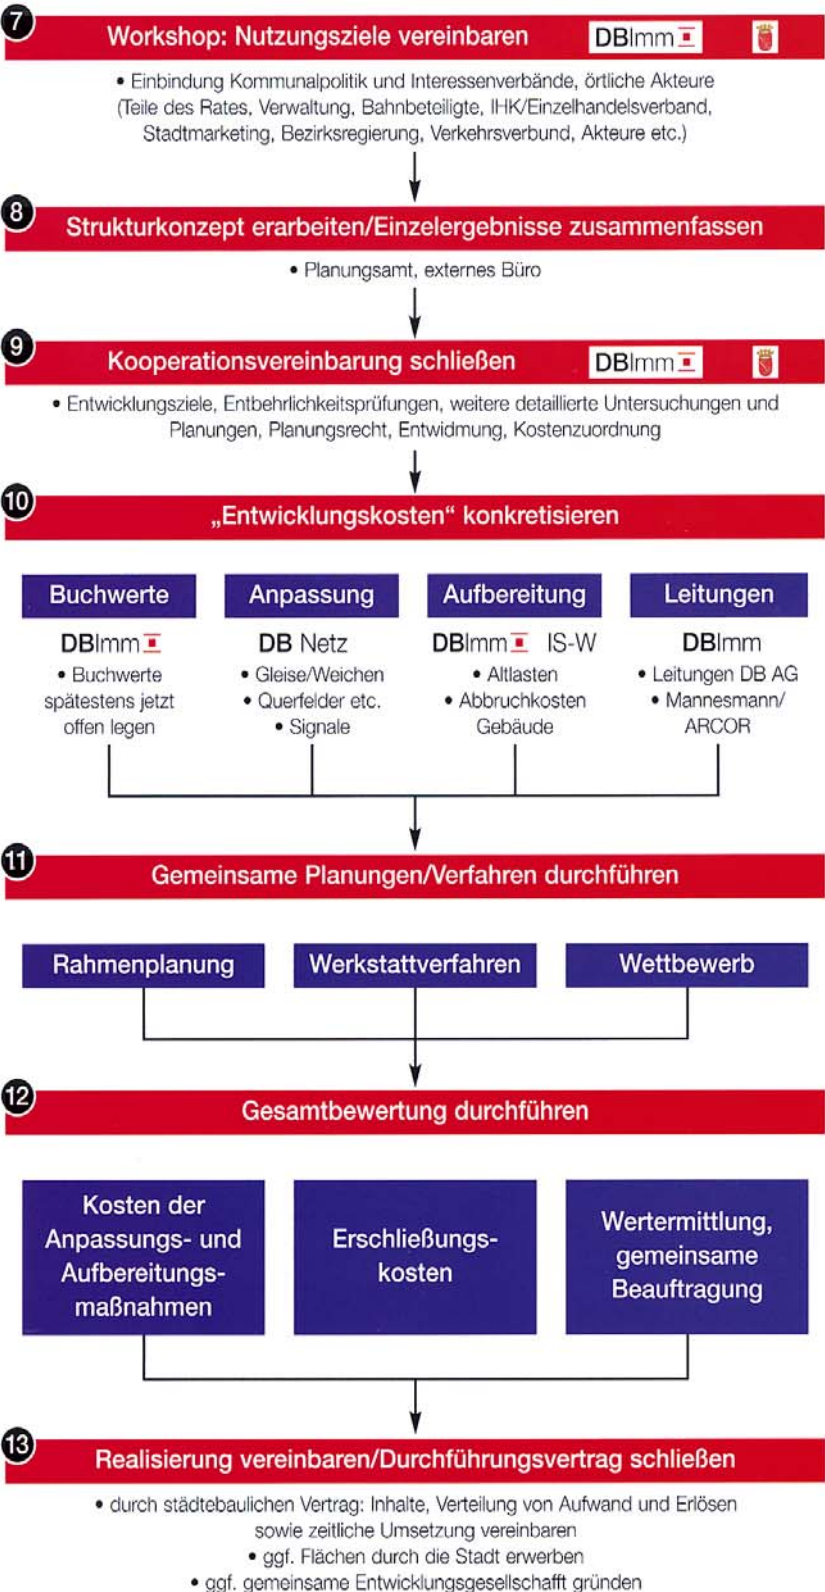 7
Workshop: Nutzungsziele vereinbaren DBImm
• Einbindung Kommunalpolitik und Interessenverbände, örtliche Akteure
(Teile des Rates, Verwaltung, Bahnbeteiligte, IHK/Einzelhandelsverband,
Stadtmarketing, Bezirksregierung, Verkehrsverbund, Akteure etc.)
8
Strukturkonzept erarbeiten/Einzelergebnisse zusammenfassen
• Planungsamt, externes Büro
9
Kooperationsvereinbarung schließen DBImm
• Entwicklungsziele, Entbehrlichkeitsprüfungen, weitere detaillierte Untersuchungen und
Planungen, Planungsrecht, Entwidmung, Kostenzuordnung
10
„Entwicklungskosten“ konkretisieren
Buchwerte
DBImm
• Buchwerte
spätestens jetzt
offen legen
Anpassung
DB Netz
• Gleise/Weichen
• Querfelder etc.
• Signale
Aufbereitung
DBImm IS-W
• Altlasten
• Abbruchkosten
Gebäude
Leitungen
DBImm
• Leitungen DB AG
• Mannesmann/
ARCOR
11
Gemeinsame Planungen/Verfahren durchführen
Rahmenplanung
Werkstattverfahren
Wettbewerb
12
Gesamtbewertung durchführen
Kosten der
Anpassungs- und
Aufbereitungs-
maßnahmen
Erschließungs-
kosten
Wertermittlung,
gemeinsame
Beauftragung
13
Realisierung vereinbaren/Durchführungsvertrag schließen
• durch städtebaulichen Vertrag: Inhalte, Verteilung von Aufwand und Erlösen
sowie zeitliche Umsetzung vereinbaren
• ggf. Flächen durch die Stadt erwerben
• ggf. gemeinsame Entwicklungsgesellschafft gründen